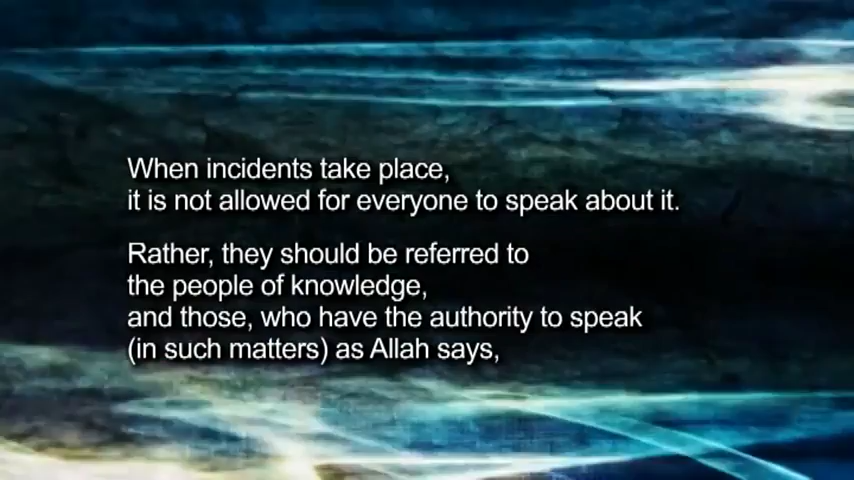 When incidents take place,
it is not allowed for everyone to speak about it.
Rather, they should be referred to
the people of knowledge,
and those, who have the authority to speak
(in such matters) as Allah says,